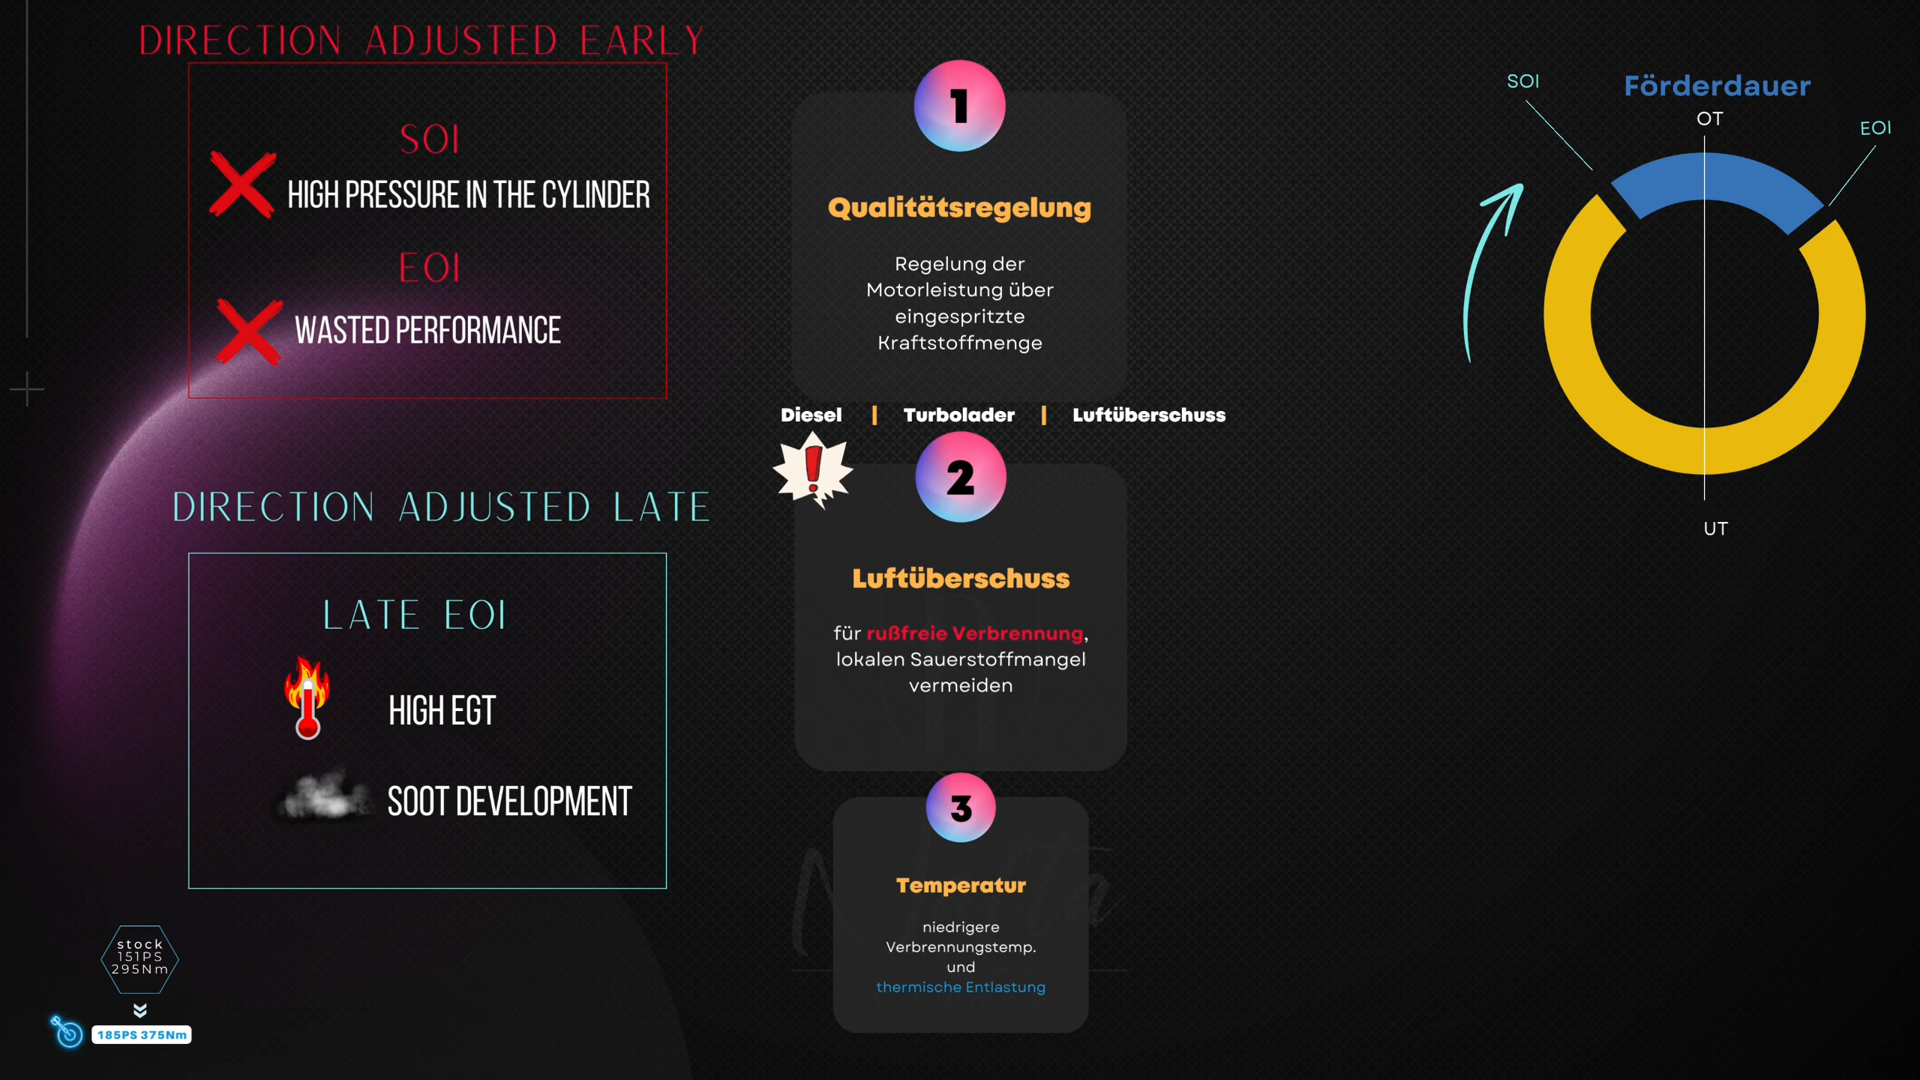 DIRECTION ADJUSTED EARLY
SOI
HIGH PRESSURE IN THE CYLINDER
EOI
WASTED PERFORMANCE
DIRECTION ADJUSTED LATE
LATE EOI
HIGH EGT
SOOT DEVELOPMENT
stock
151PS
295Nm
185PS 375Nm
1
Qualitätsregelung
Regelung der
Motorleistung über
eingespritzte
Kraftstoffmenge
Diesel | Turbolader | Luftüberschuss
2
Luftüberschuss
für rußfreie Verbrennung,
lokalen Sauerstoffmangel
vermeiden
3
Temperatur
niedrigere
Verbrennungstemp.
und
thermische Entlastung
Förderdauer
SOI
OT
EOI
UT